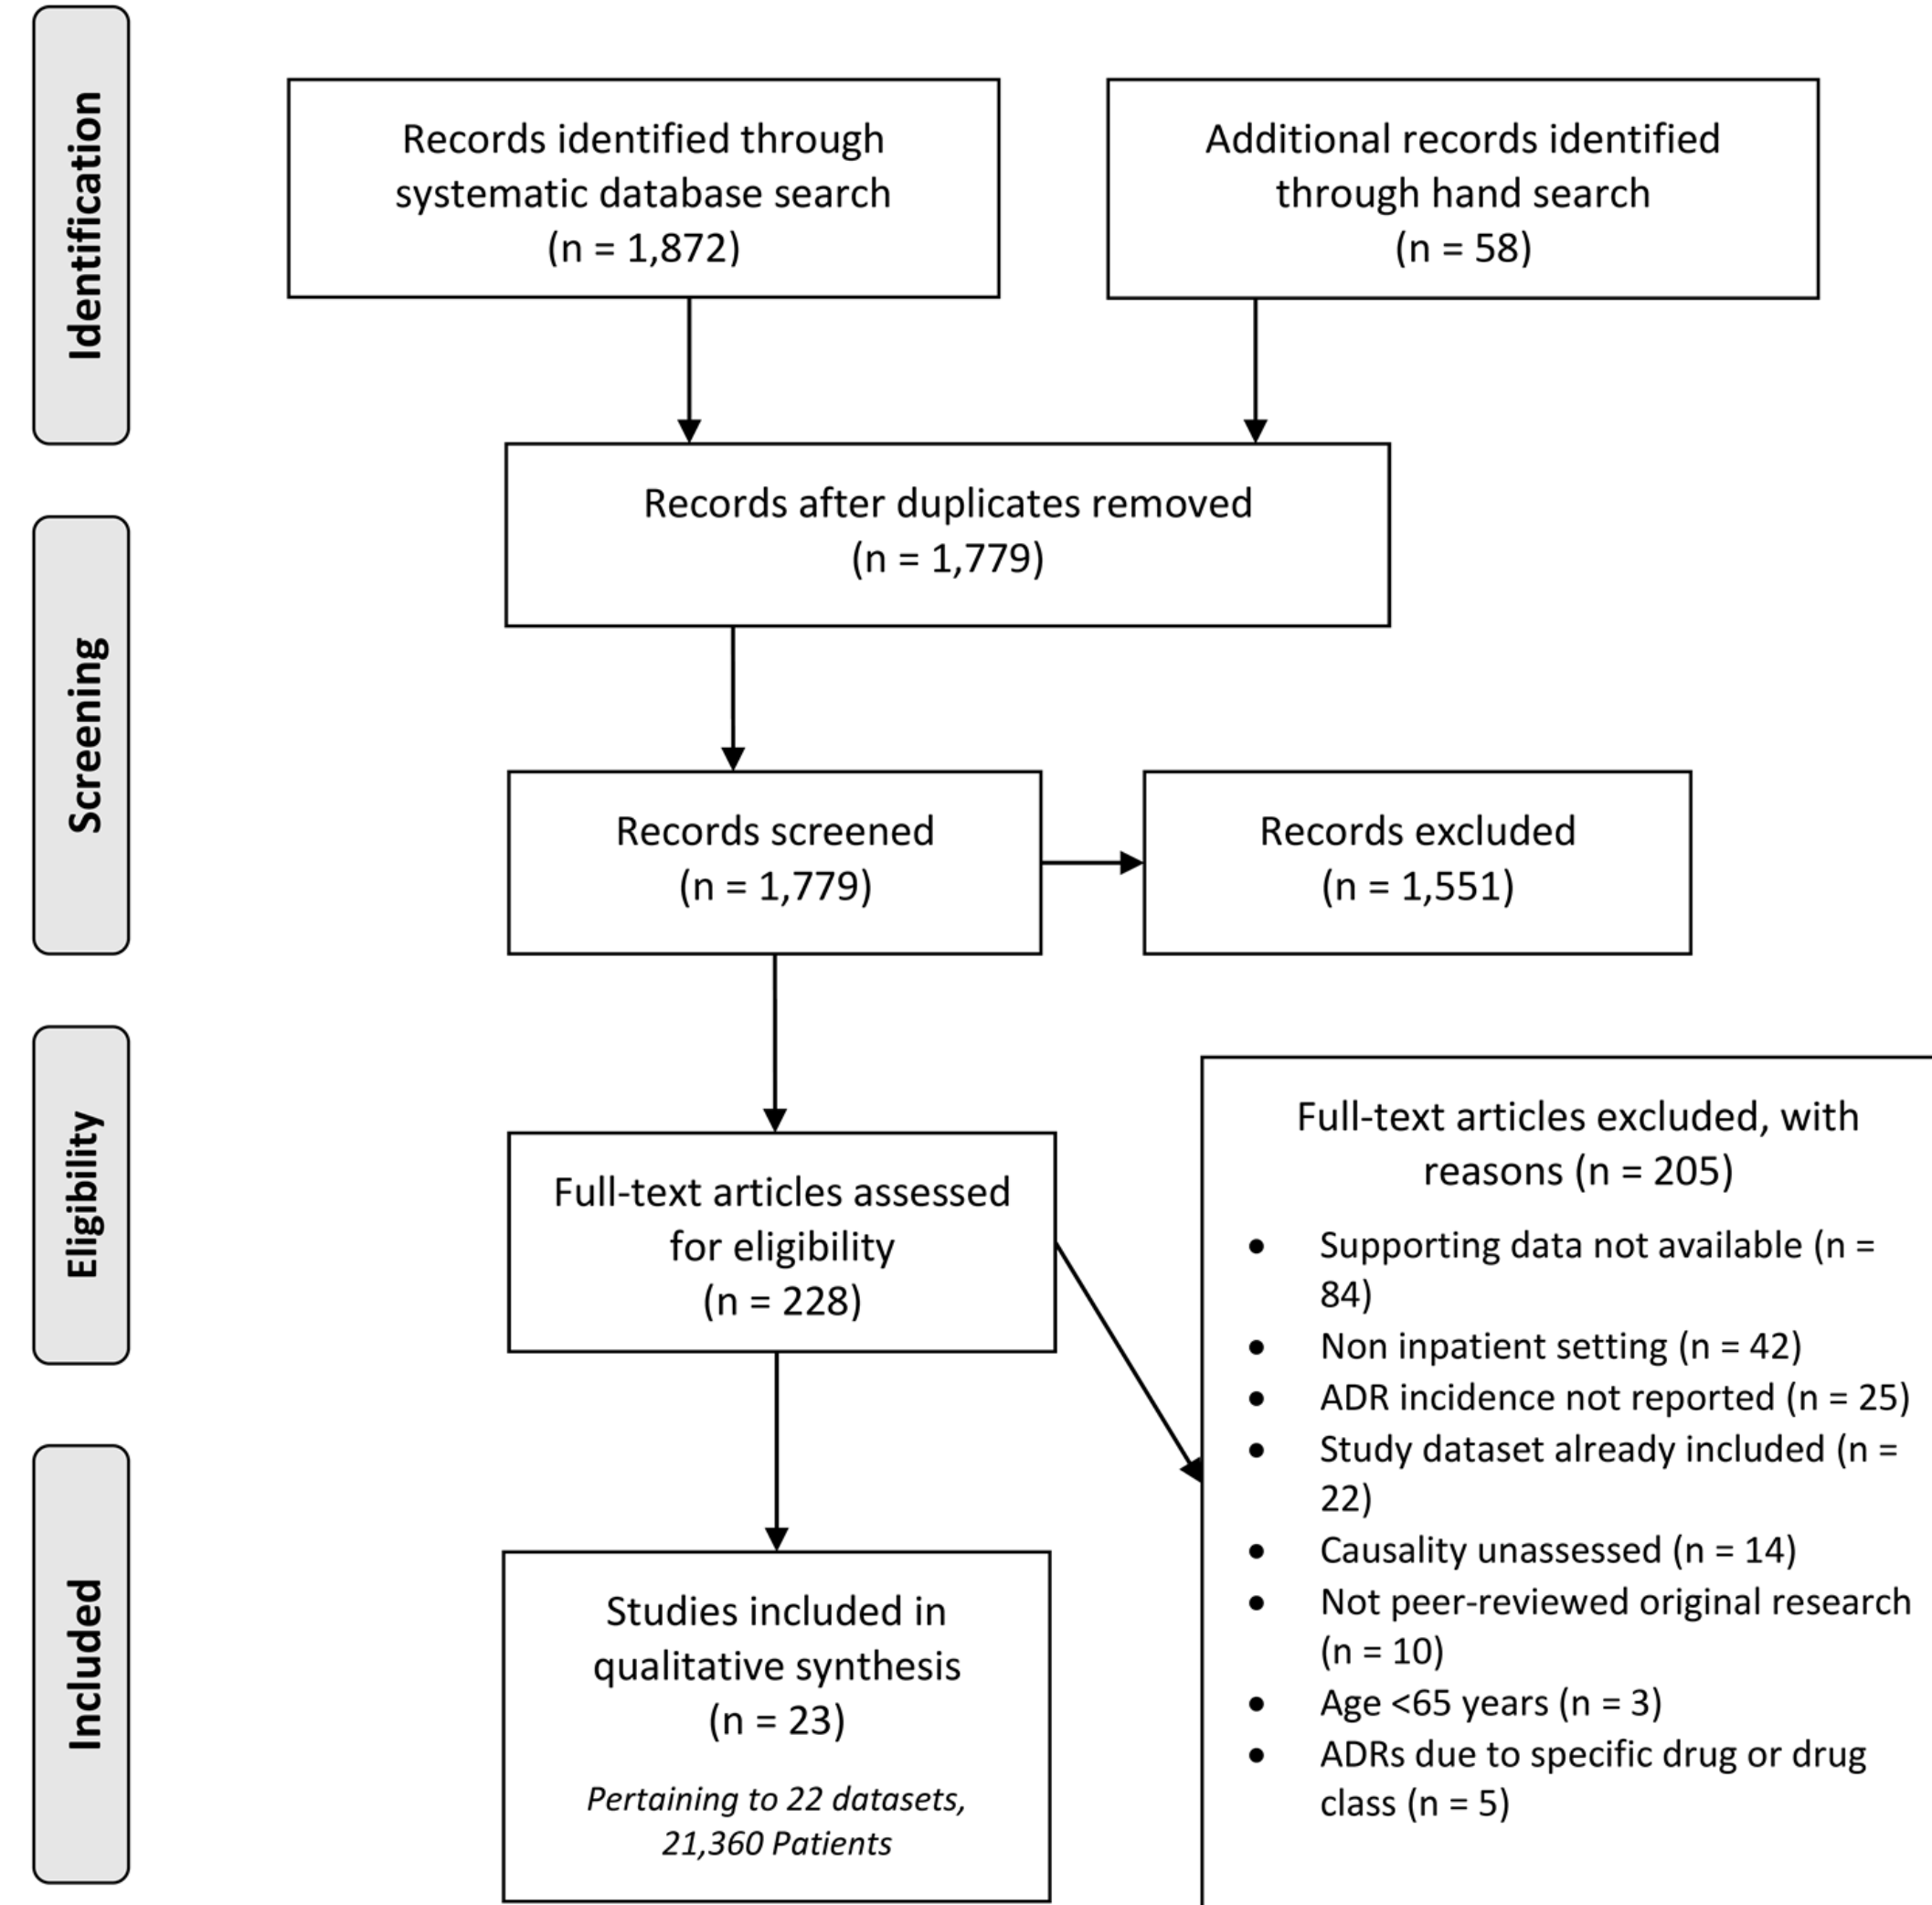 Identification
Records identified through
systematic database search
(n = 1,872)
Additional records identified
through hand search
(n = 58)
Records after duplicates removed
(n = 1,779)
Screening
Records screened
(n = 1,779)
Records excluded
(n = 1,551)
Eligibility
Full-text articles assessed
for eligibility
(n = 228)
Full-text articles excluded, with
reasons (n = 205)
• Supporting data not available (n =
84)
• Non inpatient setting (n = 42)
• ADR incidence not reported (n = 25)
• Study dataset already included (n =
22)
• Causality unassessed (n = 14)
• Not peer-reviewed original research
(n = 10)
• Age <65 years (n = 3)
• ADRs due to specific drug or drug
class (n = 5)
Included
Studies included in
qualitative synthesis
(n = 23)
Pertaining to 22 datasets,
21,360 Patients